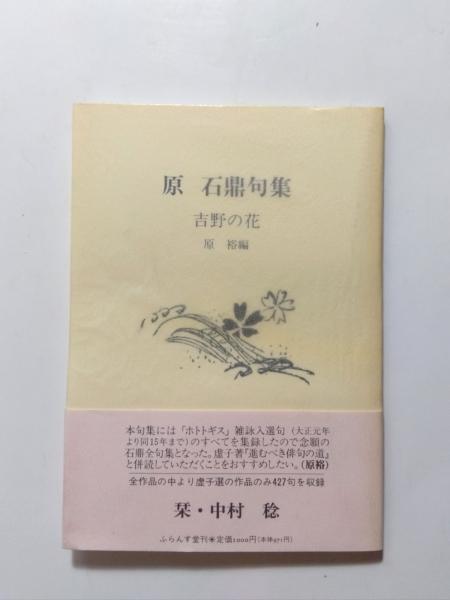 原 石鼎句集
吉野の花
原 裕編
本句集には「ホトトギス」雑詠入選句(大正元年
より同15年まで)のすべてを集録したので念願の
石鼎全句集となった。虚子著『進むべき俳句の道』
と併読していただくことをおすすめしたい。(原裕)
全作品の中より虚子選の作品のみ427句を収録
栞・中村 稔
ふらんす堂刊✳定価1000円(本体971円)